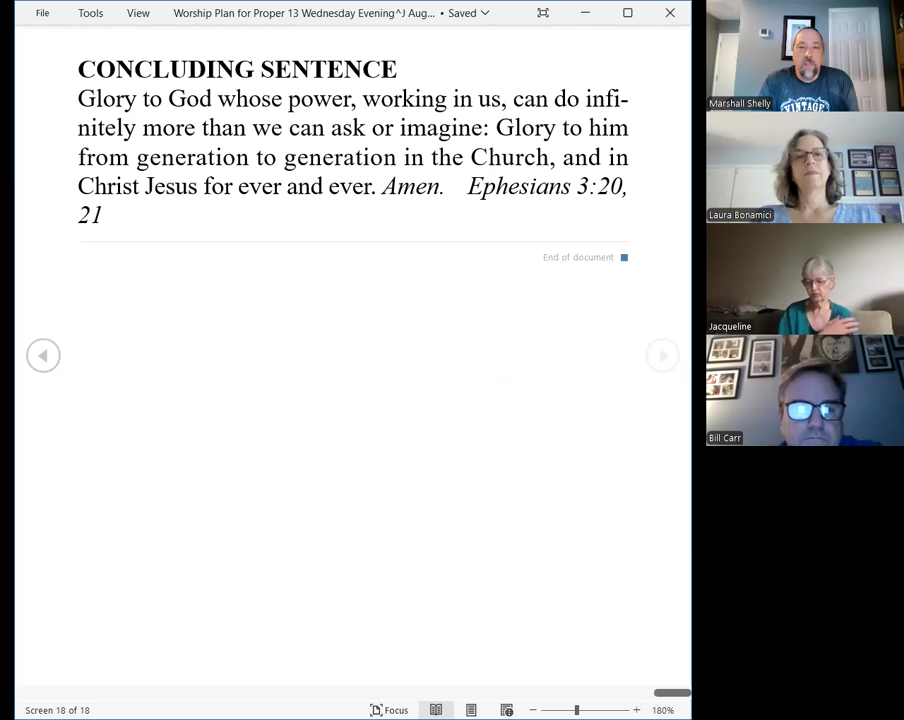 File Tools View Worship Plan for Proper 13 Wednesday Evening^J Aug... • Saved
CONCLUDING SENTENCE
Glory to God whose power, working in us, can do infi-
nitely more than we can ask or imagine: Glory to him
from generation to generation in the Church, and in
Christ Jesus for ever and ever. Amen. Ephesians 3:20,
21
End of document
Screen 18 of 18 Focus 180%
Marshall Shelly
VINTAGE
Laura Bonamici
Jacqueline
Bill Carr